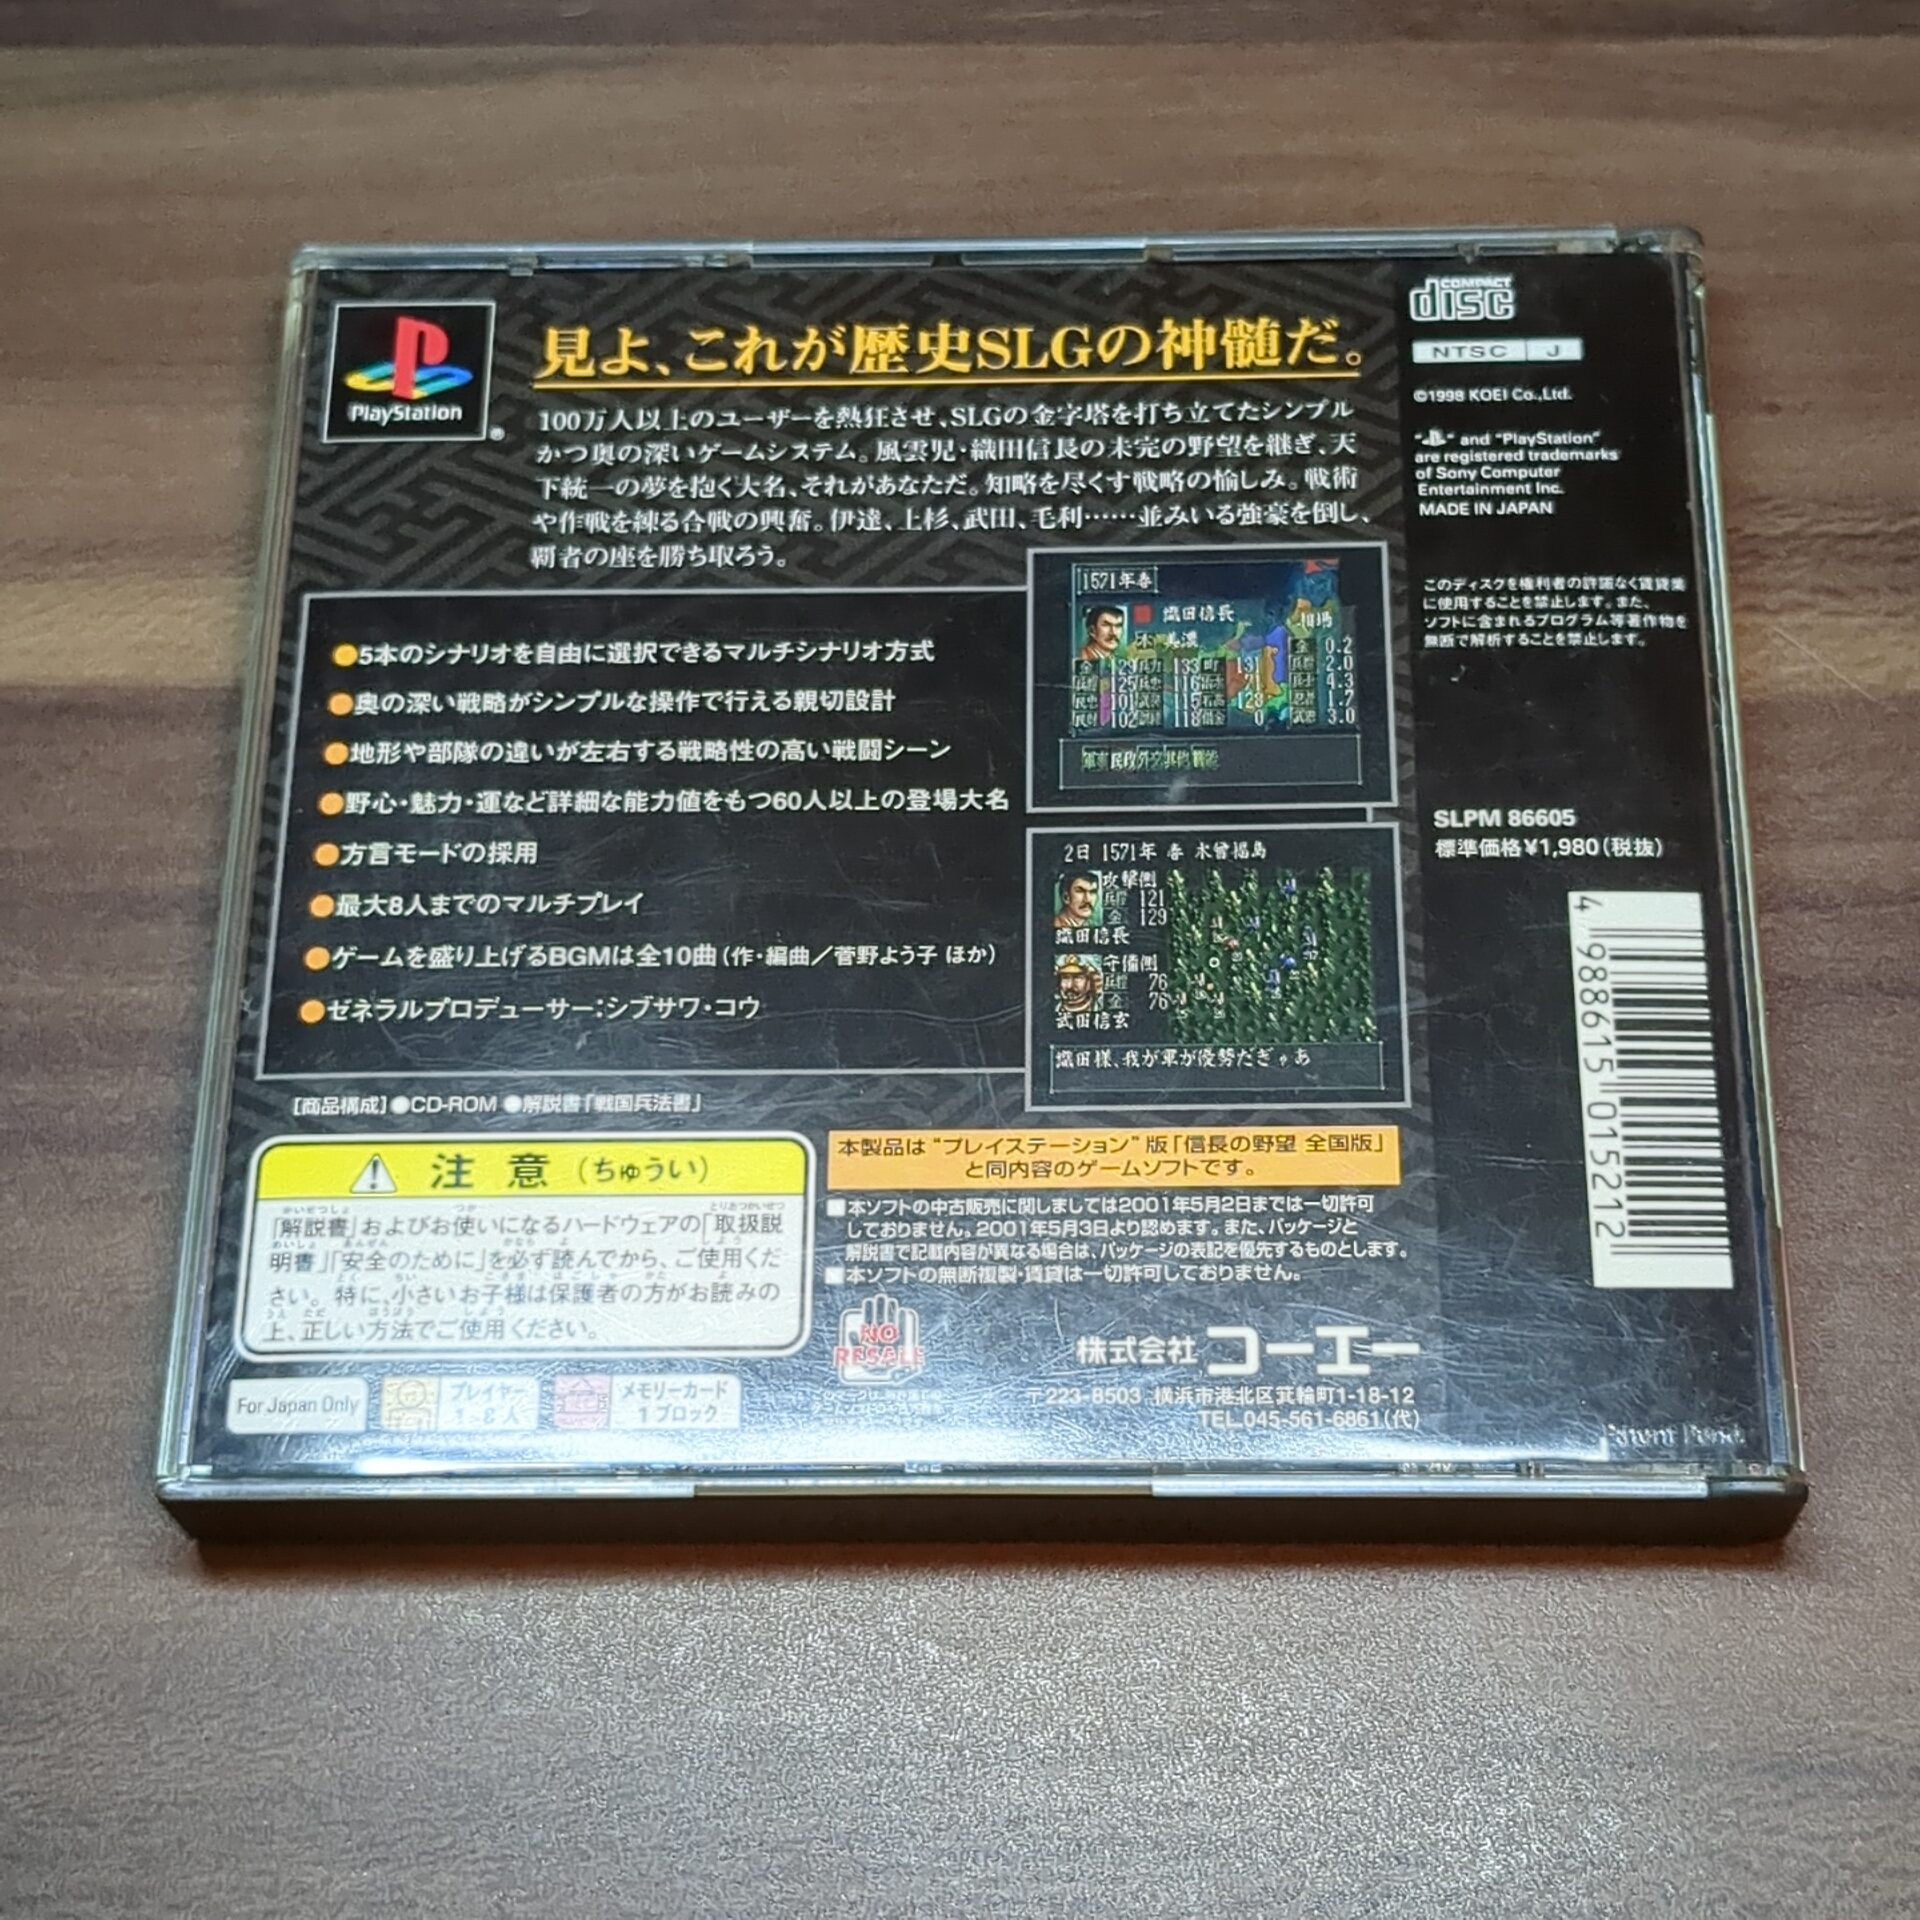 PlayStation
見よ、これが歴史SLGの神髄だ。
100万人以上のユーザーを熱狂させ、SLGの金字塔を打ち立てたシンプル
かつ奥の深いゲームシステム。風雲児・織田信長の未完の野望を継ぎ、天
下統一の夢を抱く大名、それがあなただ。知略を尽くす戦略の愉しみ。戦術
や作戦を練る合戦の興奮。伊達、上杉、武田、毛利……並みいる強豪を倒し、
覇者の座を勝ち取ろう。
●5本のシナリオを自由に選択できるマルチシナリオ方式
●奥の深い戦略がシンプルな操作で行える親切設計
●地形や部隊の違いが左右する戦略性の高い戦闘シーン
●野心・魅力・運など詳細な能力値をもつ60人以上の登場大名
●方言モードの採用
●最大8人までのマルチプレイ
●ゲームを盛り上げるBGMは全10曲(作・編曲／菅野よう子 ほか)
●ゼネラルプロデューサー:シブサワ・コウ
1571年春
織田信長
美濃
相場
0.2
2.0
4.3
1.7
3.0
2日 1571年 春 木曾福島
攻撃側
121
金 129
織田信長
守備側
76
金 76
武田信玄
織田様、我が軍が優勢だぎゃあ
[商品構成]●CD-ROM ●解説書「戦国兵法書」
注意(ちゅうい)
「解説書」およびお使いになるハードウェアの「取扱説
明書」「安全のために」を必ず読んでから、ご使用くだ
さい。特に、小さいお子様は保護者の方がお読みの
上、正しい方法でご使用ください。
For Japan Only
プレイヤー
1-8人
メモリーカード
1ブロック
本製品は“プレイステーション”版「信長の野望 全国版」
と同内容のゲームソフトです。
■本ソフトの中古販売に関しましては2001年5月2日までは一切許可
しておりません。2001年5月3日より認めます。また、パッケージと
解説書で記載内容が異なる場合は、パッケージの表記を優先するものとします。
■本ソフトの無断複製・賃貸は一切許可しておりません。
NO
RESALE
株式会社 コーエー
〒223-8503 横浜市港北区箕輪町1-18-12
TEL.045-561-6861(代)
COMPACT
disc
NTSC J
©1998 KOEI Co.,Ltd.
" " and "PlayStation"
are registered trademarks
of Sony Computer
Entertainment Inc.
MADE IN JAPAN
このディスクを権利者の許諾なく賃貸業
に使用することを禁止します。また、
ソフトに含まれるプログラム等著作物を
無断で解析することを禁止します。
SLPM 86605
標準価格¥1,980(税抜)
4 988615 015212